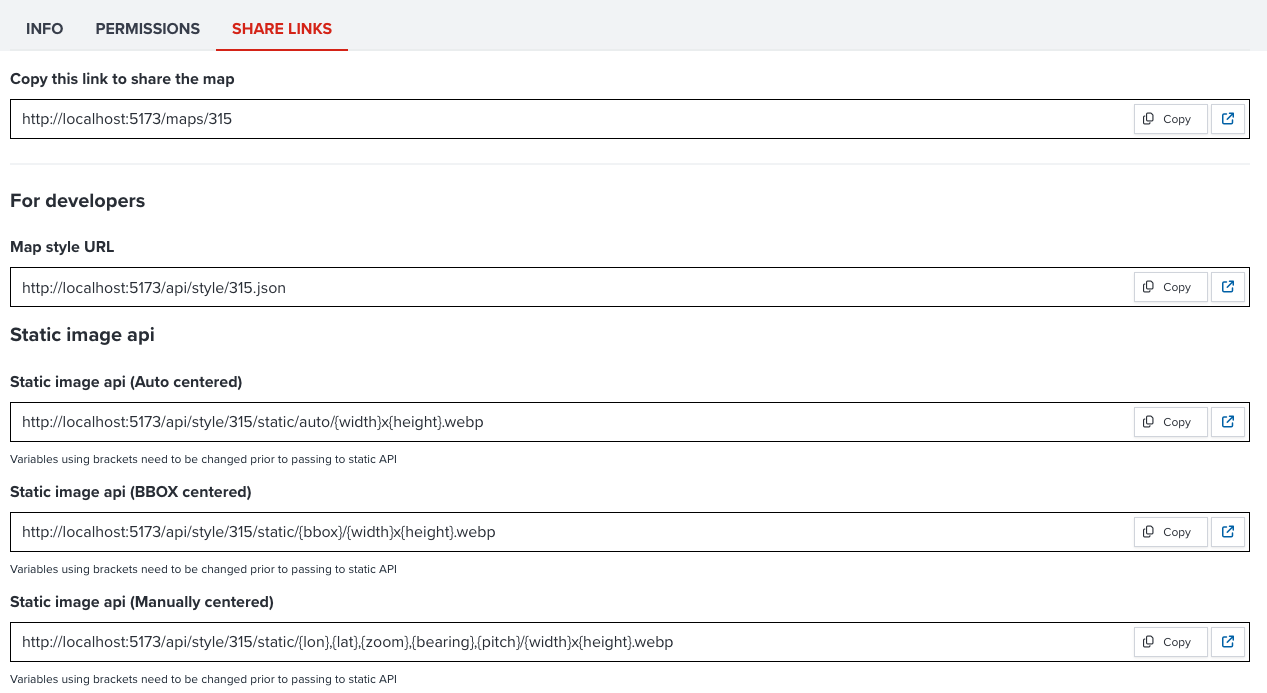 INFO PERMISSIONS SHARE LINKS
Copy this link to share the map
http://localhost:5173/maps/315 Copy
For developers
Map style URL
http://localhost:5173/api/style/315.json Copy
Static image api
Static image api (Auto centered)
http://localhost:5173/api/style/315/static/auto/{width}x{height}.webp Copy
Variables using brackets need to be changed prior to passing to static API
Static image api (BBOX centered)
http://localhost:5173/api/style/315/static/{bbox}/{width}x{height}.webp Copy
Variables using brackets need to be changed prior to passing to static API
Static image api (Manually centered)
http://localhost:5173/api/style/315/static/{lon},{lat},{zoom},{bearing},{pitch}/{width}x{height}.webp Copy
Variables using brackets need to be changed prior to passing to static API